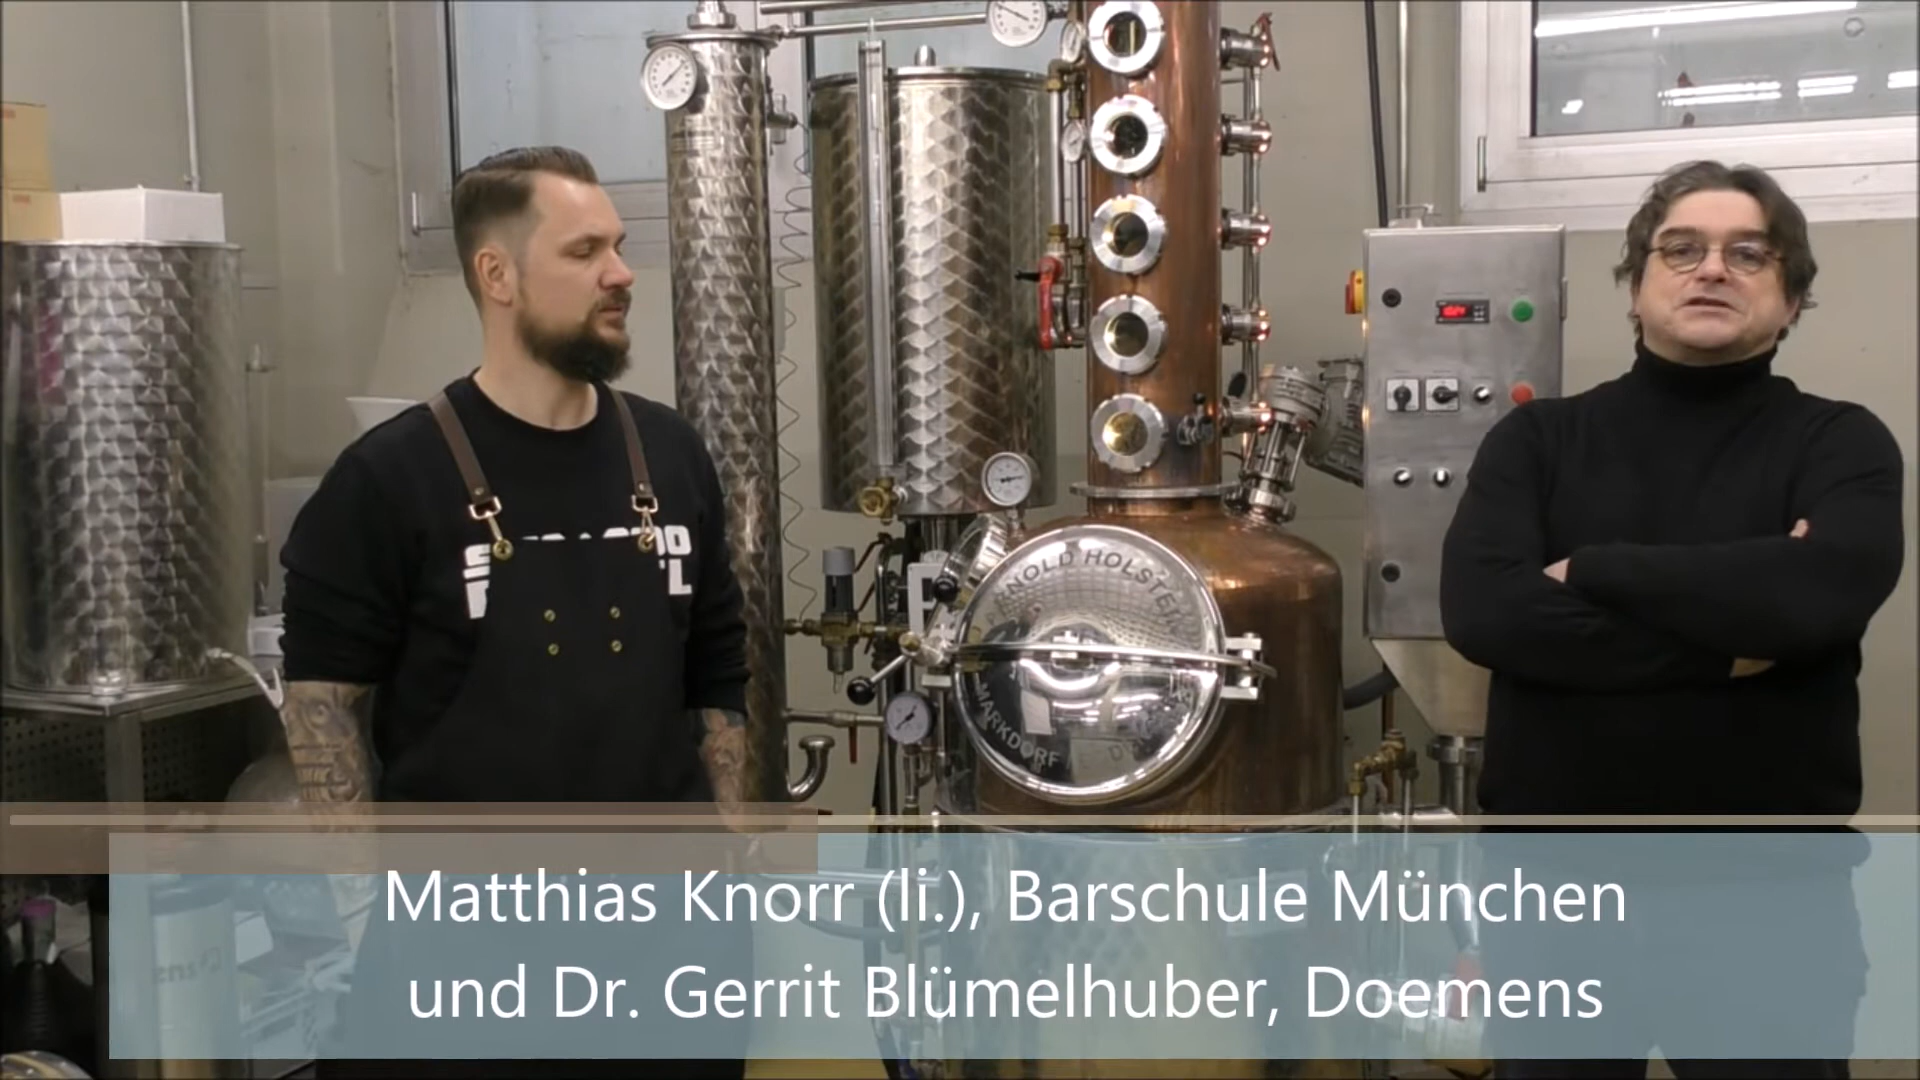 ARNOLD HOLSTEIN
MARKDORF
Matthias Knorr (li.), Barschule München
und Dr. Gerrit Blümelhuber, Doemens